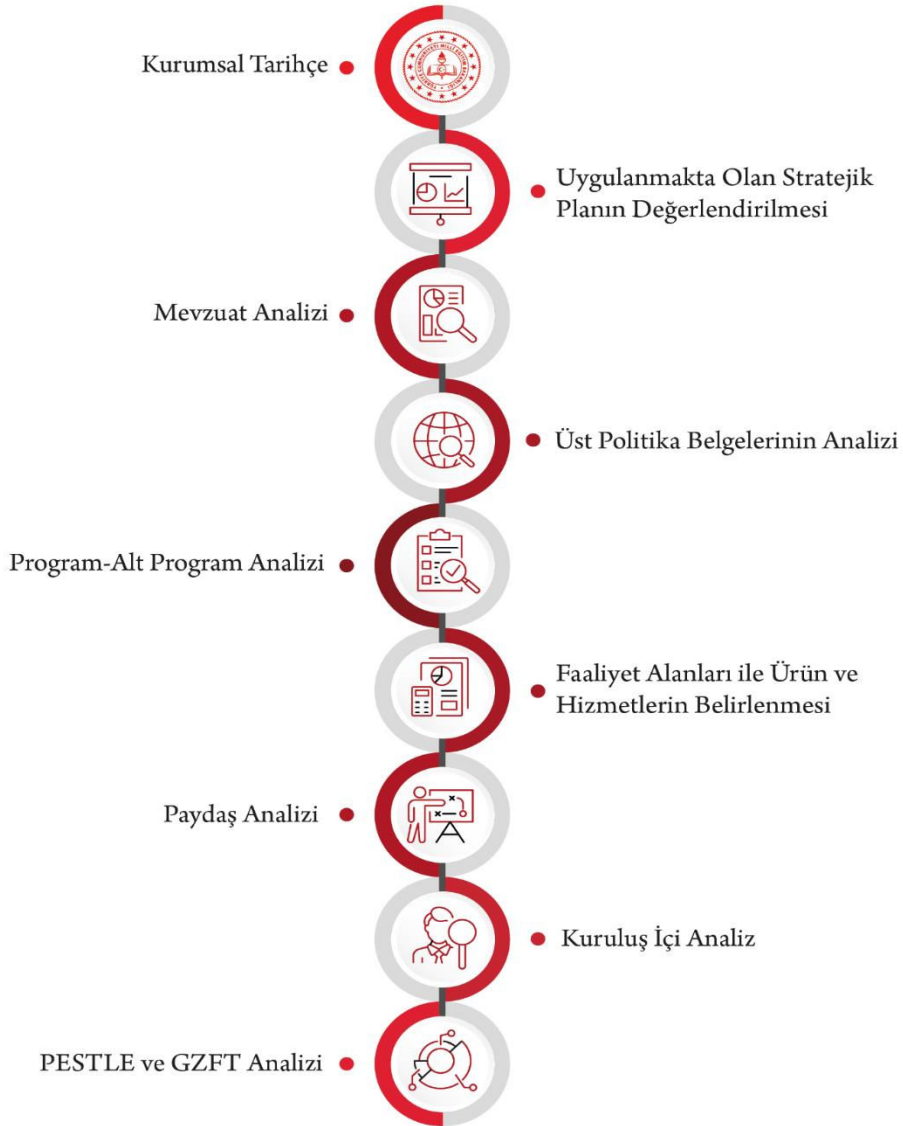 Kurumsal Tarihçe
Uygulanmakta Olan Stratejik
Planın Değerlendirilmesi
Mevzuat Analizi
Üst Politika Belgelerinin Analizi
Program-Alt Program Analizi
Faaliyet Alanları ile Ürün ve
Hizmetlerin Belirlenmesi
Paydaş Analizi
Kuruluş İçi Analiz
PESTLE ve GZFT Analizi